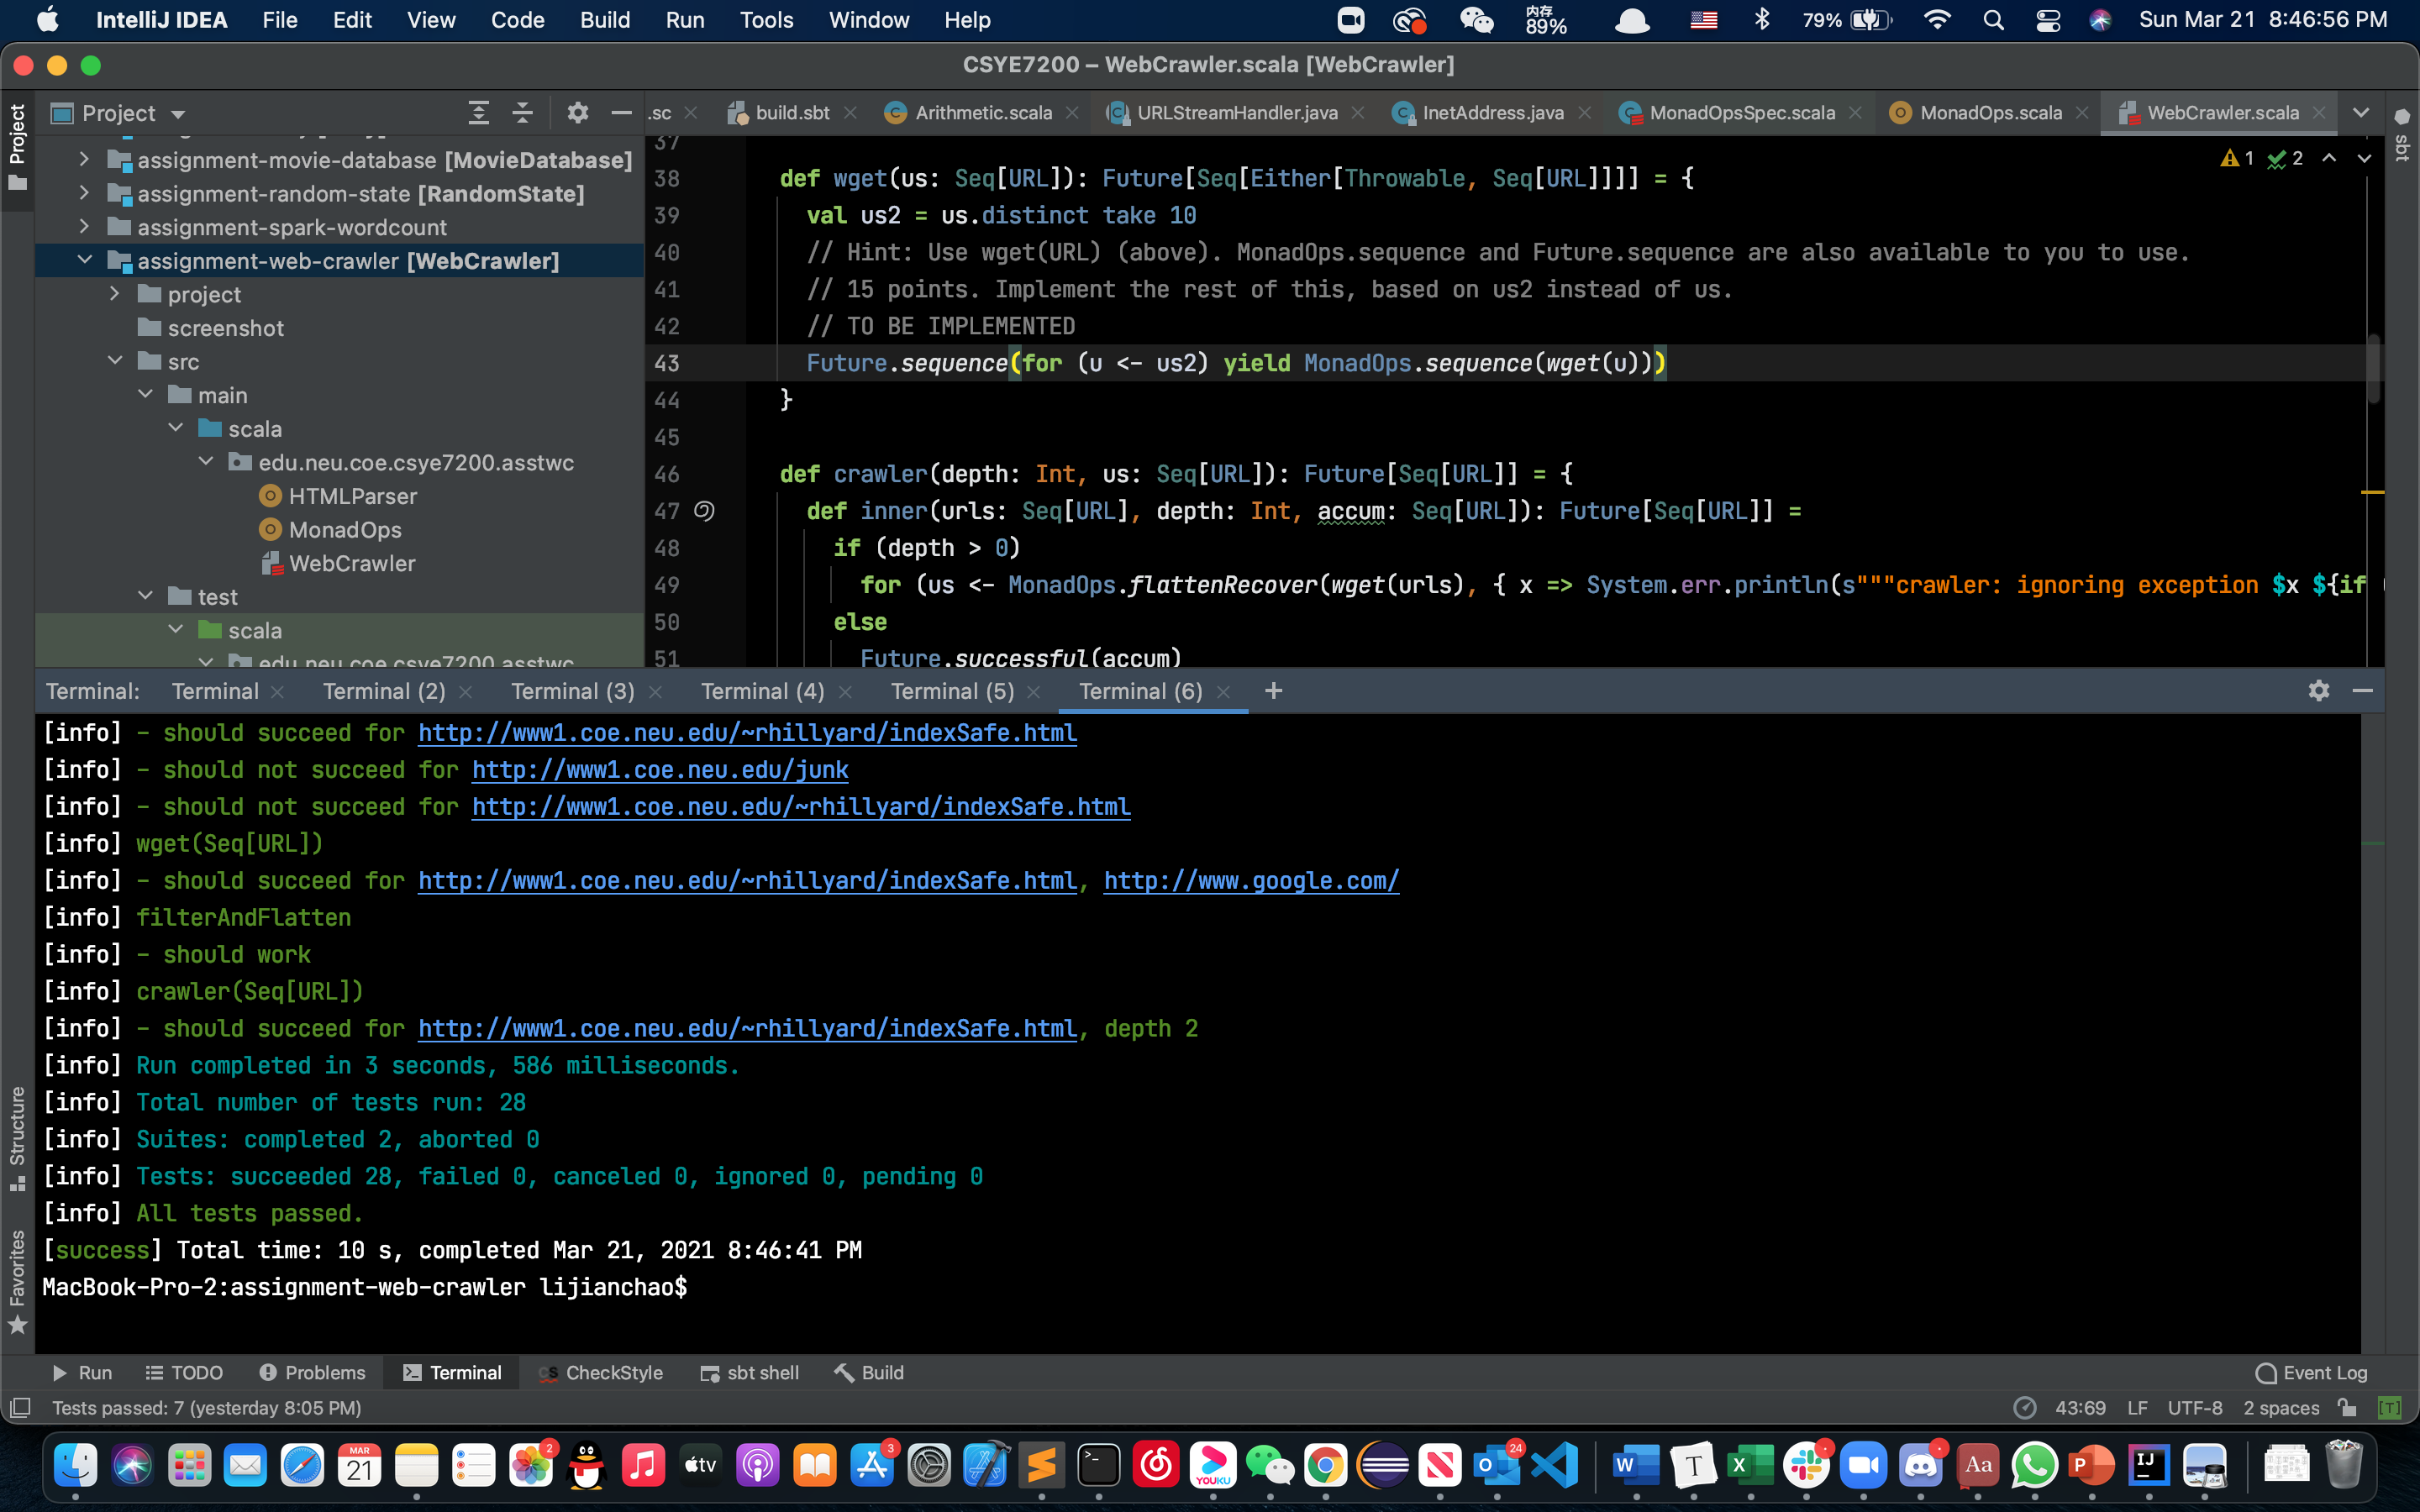 IntelliJ IDEA File Edit View Code Build Run Tools Window Help 内存 89% 79% Sun Mar 21 8:46:56 PM
CSYE7200 – WebCrawler.scala [WebCrawler]
Project
Project .sc build.sbt Arithmetic.scala URLStreamHandler.java InetAddress.java MonadOpsSpec.scala MonadOps.scala WebCrawler.scala
sbt
assignment-movie-database [MovieDatabase]
assignment-random-state [RandomState]
assignment-spark-wordcount
assignment-web-crawler [WebCrawler]
project
screenshot
src
main
scala
edu.neu.coe.csye7200.asstwc
HTMLParser
MonadOps
WebCrawler
test
scala
edu.neu.coe.csye7200.asstwc
1 2
37
38 def wget(us: Seq[URL]): Future[Seq[Either[Throwable, Seq[URL]]]] = {
39 val us2 = us.distinct take 10
40 // Hint: Use wget(URL) (above). MonadOps.sequence and Future.sequence are also available to you to use.
41 // 15 points. Implement the rest of this, based on us2 instead of us.
42 // TO BE IMPLEMENTED
43 Future.sequence(for (u <- us2) yield MonadOps.sequence(wget(u)))
44 }
45
46 def crawler(depth: Int, us: Seq[URL]): Future[Seq[URL]] = {
47 def inner(urls: Seq[URL], depth: Int, accum: Seq[URL]): Future[Seq[URL]] =
48 if (depth > 0)
49 for (us <- MonadOps.flattenRecover(wget(urls), { x => System.err.println(s"""crawler: ignoring exception $x ${if
50 else
51 Future.successful(accum)
Terminal: Terminal Terminal (2) Terminal (3) Terminal (4) Terminal (5) Terminal (6)
[info] - should succeed for http://www1.coe.neu.edu/~rhillyard/indexSafe.html
[info] - should not succeed for http://www1.coe.neu.edu/junk
[info] - should not succeed for http://www1.coe.neu.edu/~rhillyard/indexSafe.html
[info] wget(Seq[URL])
[info] - should succeed for http://www1.coe.neu.edu/~rhillyard/indexSafe.html, http://www.google.com/
[info] filterAndFlatten
[info] - should work
[info] crawler(Seq[URL])
[info] - should succeed for http://www1.coe.neu.edu/~rhillyard/indexSafe.html, depth 2
[info] Run completed in 3 seconds, 586 milliseconds.
[info] Total number of tests run: 28
[info] Suites: completed 2, aborted 0
[info] Tests: succeeded 28, failed 0, canceled 0, ignored 0, pending 0
[info] All tests passed.
[success] Total time: 10 s, completed Mar 21, 2021 8:46:41 PM
MacBook-Pro-2:assignment-web-crawler lijianchao$
Structure
Favorites
Run TODO Problems Terminal CheckStyle sbt shell Build Event Log
Tests passed: 7 (yesterday 8:05 PM) 43:69 LF UTF-8 2 spaces [T]
MAR 21 2 tv 3 YOUKU 24 W T X Aa P IJ